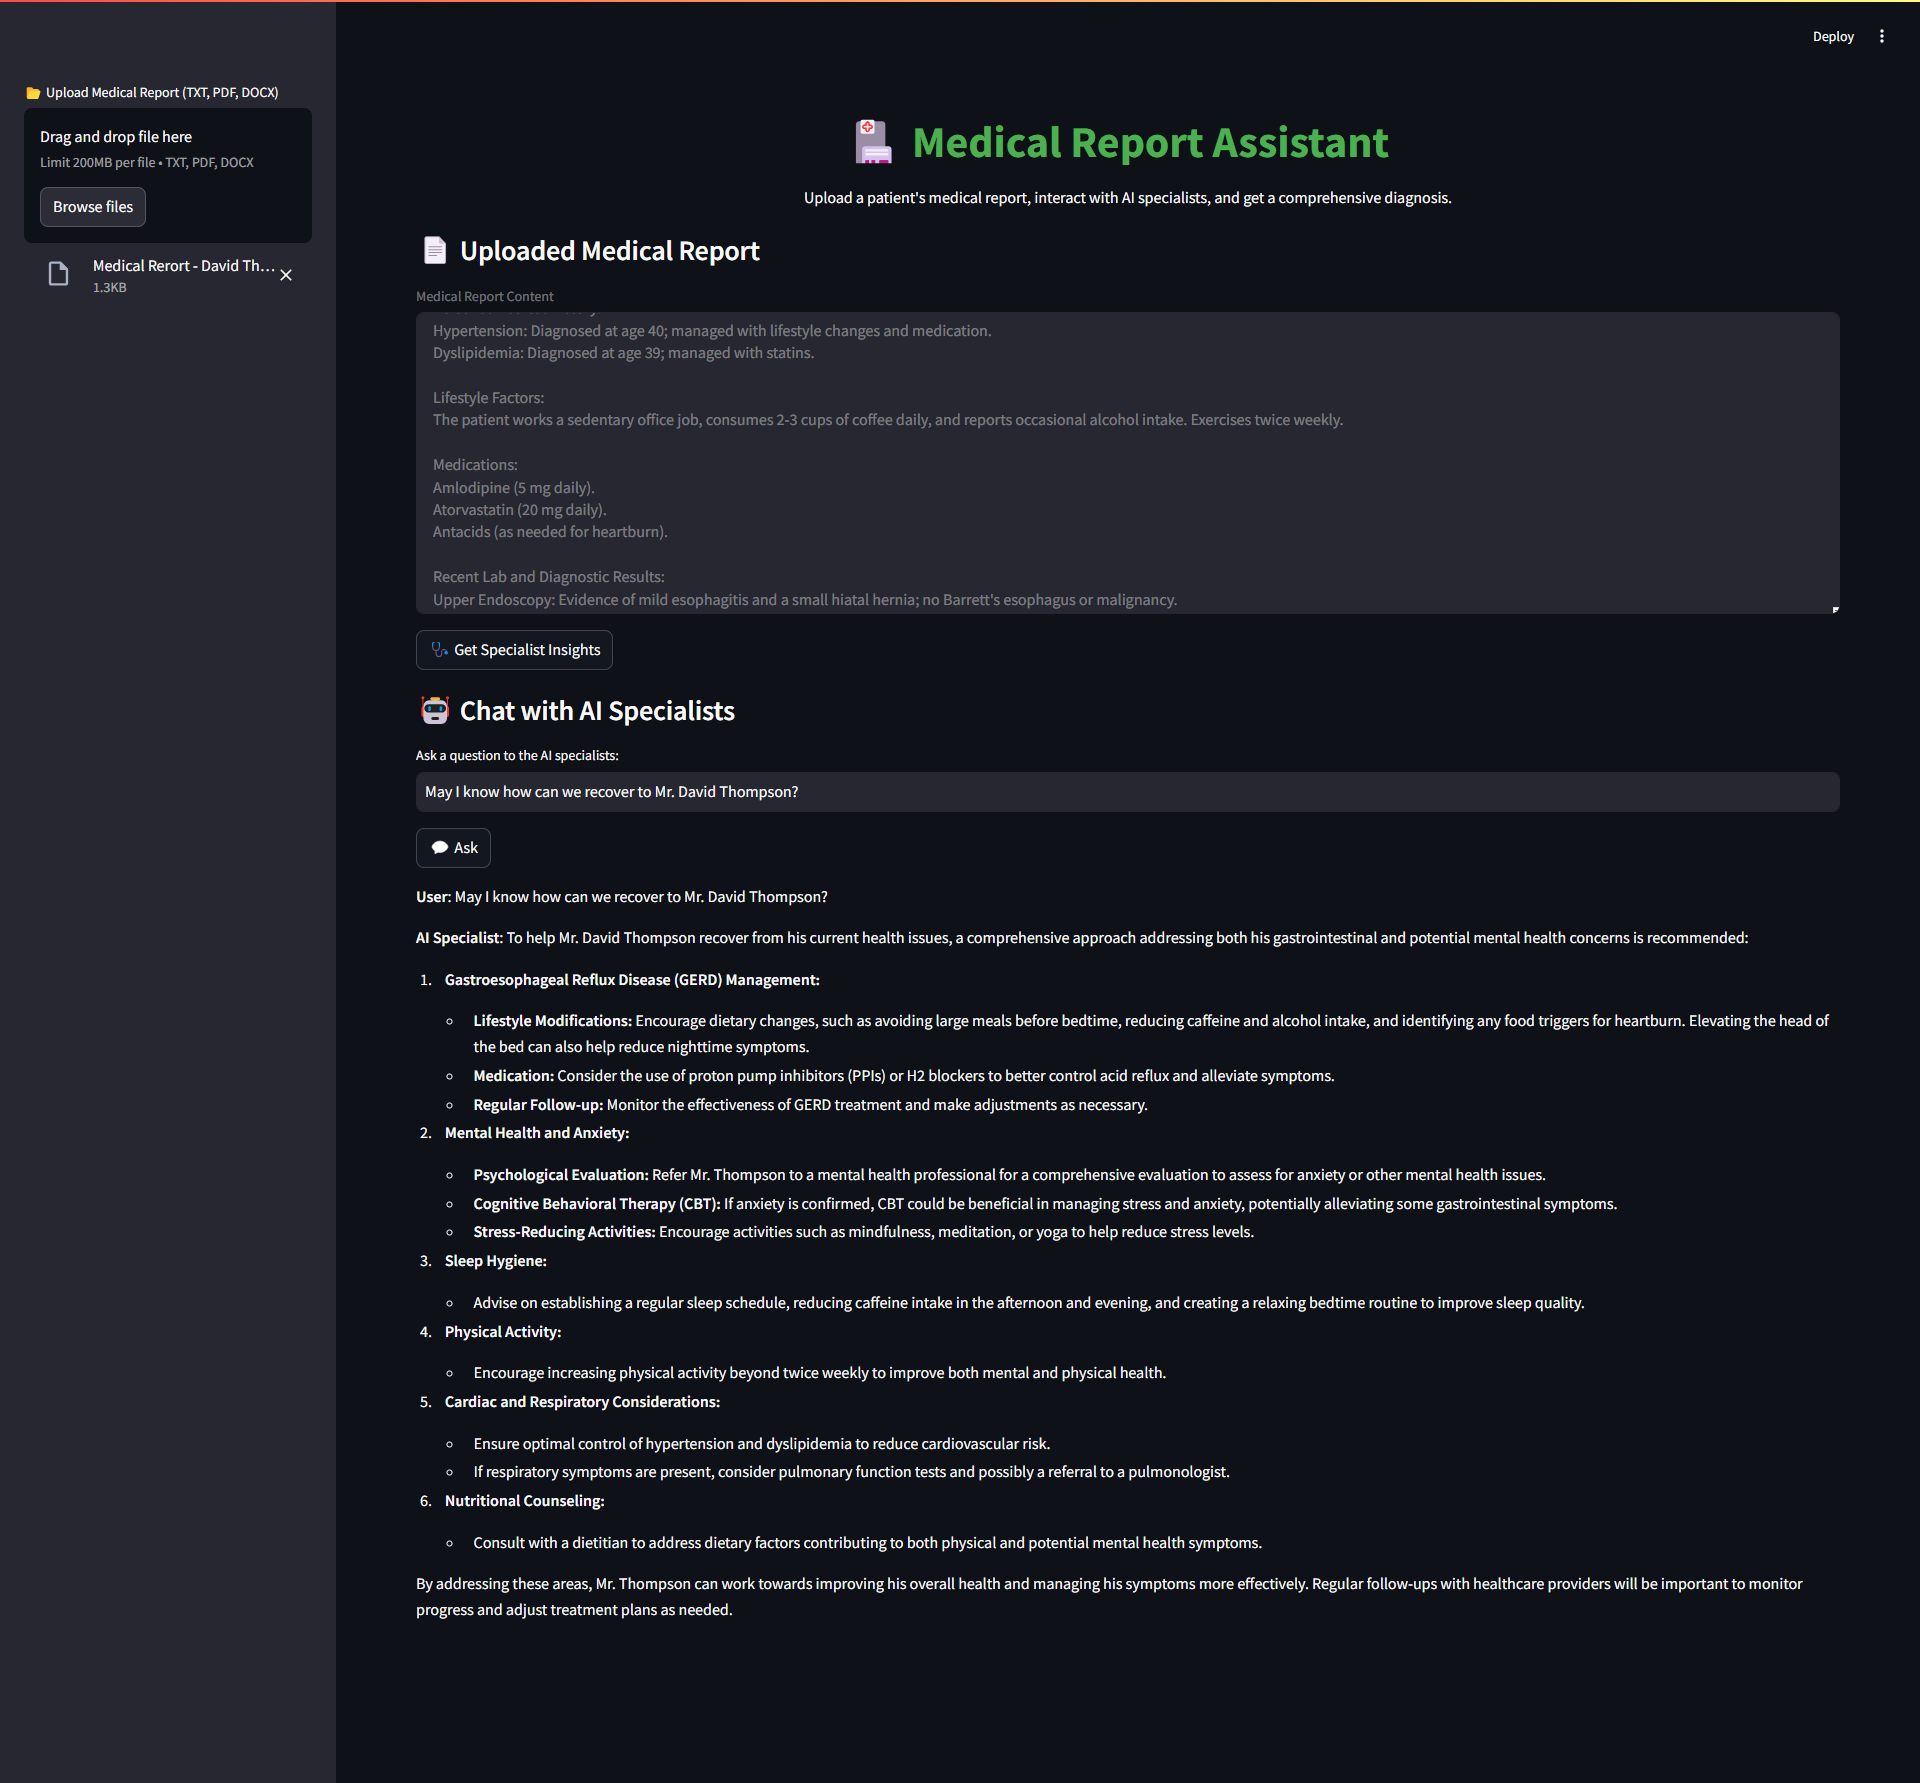 Deploy
Upload Medical Report (TXT, PDF, DOCX)
Drag and drop file here
Limit 200MB per file • TXT, PDF, DOCX
Browse files
Medical Rerort - David Th...
1.3KB
Medical Report Assistant
Upload a patient's medical report, interact with AI specialists, and get a comprehensive diagnosis.
Uploaded Medical Report
Medical Report Content
Hypertension: Diagnosed at age 40; managed with lifestyle changes and medication.
Dyslipidemia: Diagnosed at age 39; managed with statins.
Lifestyle Factors:
The patient works a sedentary office job, consumes 2-3 cups of coffee daily, and reports occasional alcohol intake. Exercises twice weekly.
Medications:
Amlodipine (5 mg daily).
Atorvastatin (20 mg daily).
Antacids (as needed for heartburn).
Recent Lab and Diagnostic Results:
Upper Endoscopy: Evidence of mild esophagitis and a small hiatal hernia; no Barrett's esophagus or malignancy.
Get Specialist Insights
Chat with AI Specialists
Ask a question to the AI specialists:
May I know how can we recover to Mr. David Thompson?
Ask
User: May I know how can we recover to Mr. David Thompson?
AI Specialist: To help Mr. David Thompson recover from his current health issues, a comprehensive approach addressing both his gastrointestinal and potential mental health concerns is recommended:
1. Gastroesophageal Reflux Disease (GERD) Management:
◦ Lifestyle Modifications: Encourage dietary changes, such as avoiding large meals before bedtime, reducing caffeine and alcohol intake, and identifying any food triggers for heartburn. Elevating the head of
the bed can also help reduce nighttime symptoms.
◦ Medication: Consider the use of proton pump inhibitors (PPIs) or H2 blockers to better control acid reflux and alleviate symptoms.
◦ Regular Follow-up: Monitor the effectiveness of GERD treatment and make adjustments as necessary.
2. Mental Health and Anxiety:
◦ Psychological Evaluation: Refer Mr. Thompson to a mental health professional for a comprehensive evaluation to assess for anxiety or other mental health issues.
◦ Cognitive Behavioral Therapy (CBT): If anxiety is confirmed, CBT could be beneficial in managing stress and anxiety, potentially alleviating some gastrointestinal symptoms.
◦ Stress-Reducing Activities: Encourage activities such as mindfulness, meditation, or yoga to help reduce stress levels.
3. Sleep Hygiene:
◦ Advise on establishing a regular sleep schedule, reducing caffeine intake in the afternoon and evening, and creating a relaxing bedtime routine to improve sleep quality.
4. Physical Activity:
◦ Encourage increasing physical activity beyond twice weekly to improve both mental and physical health.
5. Cardiac and Respiratory Considerations:
◦ Ensure optimal control of hypertension and dyslipidemia to reduce cardiovascular risk.
◦ If respiratory symptoms are present, consider pulmonary function tests and possibly a referral to a pulmonologist.
6. Nutritional Counseling:
◦ Consult with a dietitian to address dietary factors contributing to both physical and potential mental health symptoms.
By addressing these areas, Mr. Thompson can work towards improving his overall health and managing his symptoms more effectively. Regular follow-ups with healthcare providers will be important to monitor
progress and adjust treatment plans as needed.